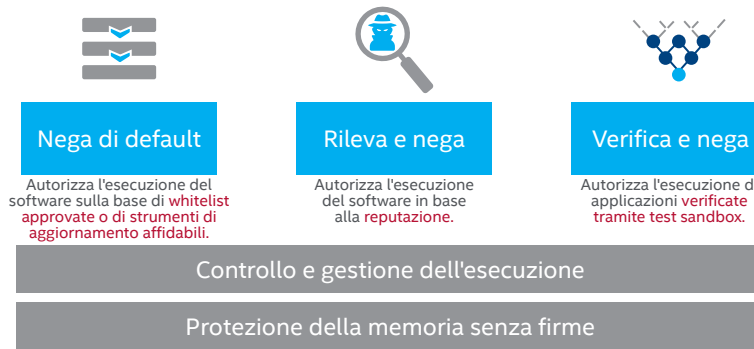 Nega di default
Rileva e nega
Verifica e nega
Autorizza l'esecuzione del
software sulla base di whitelist
approvate o di strumenti di
aggiornamento affidabili.
Autorizza l'esecuzione
del software in base
alla reputazione.
Autorizza l'esecuzione d
applicazioni verificate
tramite test sandbox.
Controllo e gestione dell'esecuzione
Protezione della memoria senza firme